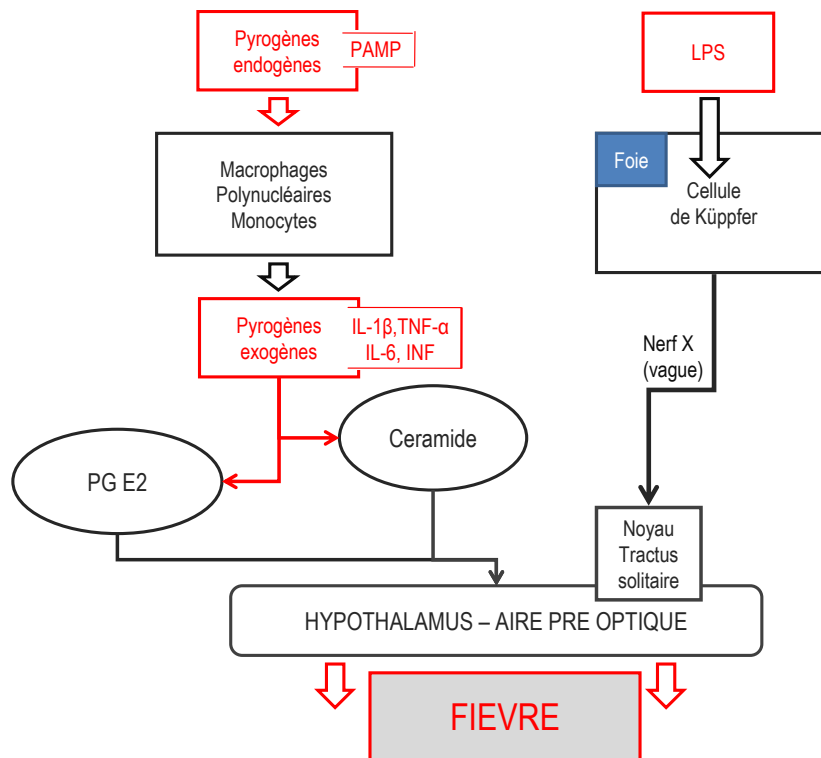 Pyrogènes
endogènes
PAMP
LPS
Macrophages
Polynucléaires
Monocytes
Foie
Cellule
de Küppfer
Pyrogènes
exogènes
IL-1β,TNF-α
IL-6, INF
Nerf X
(vague)
Ceramide
PG E2
Noyau
Tractus
solitaire
HYPOTHALAMUS – AIRE PRE OPTIQUE
FIEVRE